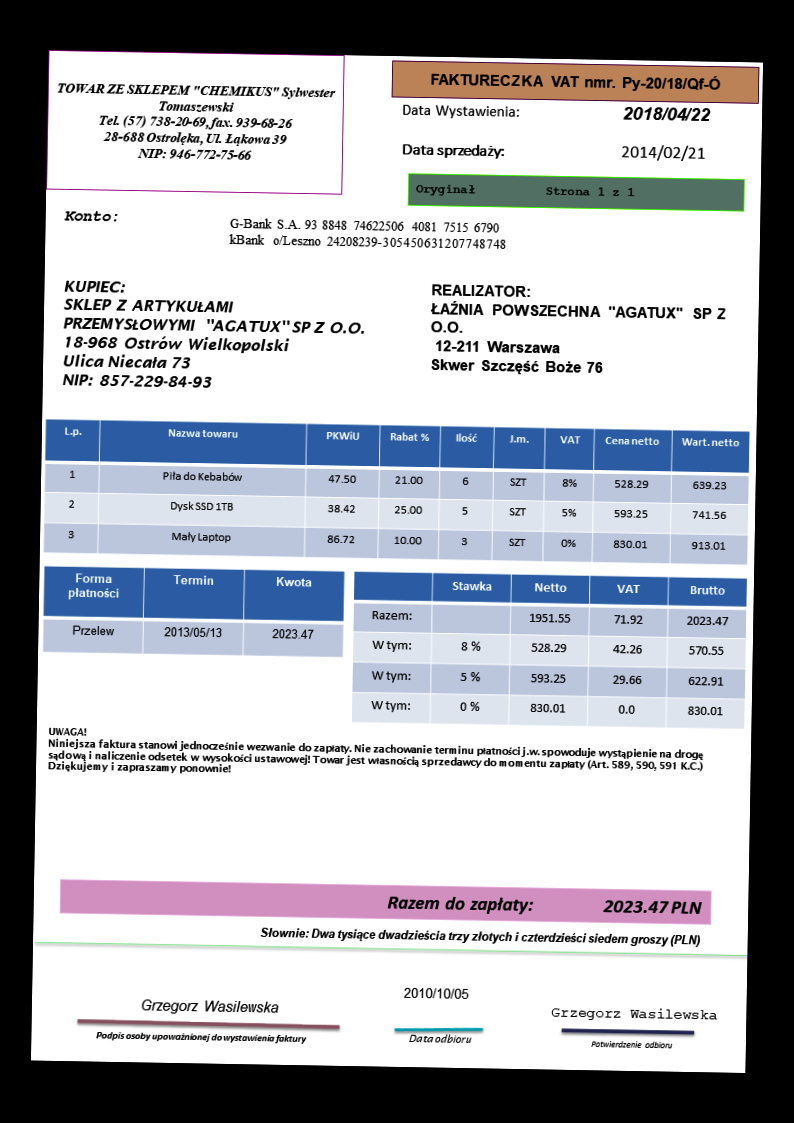 TOWAR ZE SKLEPEM "CHEMIKUS" Sylwester
Tomaszewski
Tel. (57) 738-20-69, fax. 939-68-26
28-688 Ostrołęka, Ul. Łąkowa 39
NIP: 946-772-75-66
FAKTURECZKA VAT nmr. Py-20/18/Qf-Ó
Data Wystawienia: 2018/04/22
Data sprzedaży: 2014/02/21
Oryginał Strona 1 z 1
Konto:
G-Bank S.A. 93 8848 74622506 4081 7515 6790
kBank o/Leszno 24208239-305450631207748748
KUPIEC:
SKLEP Z ARTYKUŁAMI
PRZEMYSŁOWYMI "AGATUX" SP Z O.O.
18-968 Ostrów Wielkopolski
Ulica Niecała 73
NIP: 857-229-84-93
REALIZATOR:
ŁAŹNIA POWSZECHNA "AGATUX" SP Z
O.O.
12-211 Warszawa
Skwer Szczęść Boże 76
L.p. Nazwa towaru PKWiU Rabat % Ilość J.m. VAT Cena netto Wart. netto
1 Piła do Kebabów 47.50 21.00 6 SZT 8% 528.29 639.23
2 Dysk SSD 1TB 38.42 25.00 5 SZT 5% 593.25 741.56
3 Mały Laptop 86.72 10.00 3 SZT 0% 830.01 913.01
Forma płatności Termin Kwota
Przelew 2013/05/13 2023.47
Stawka Netto VAT Brutto
Razem: 1951.55 71.92 2023.47
W tym: 8 % 528.29 42.26 570.55
W tym: 5 % 593.25 29.66 622.91
W tym: 0 % 830.01 0.0 830.01
UWAGA!
Niniejsza faktura stanowi jednocześnie wezwanie do zapłaty. Nie zachowanie terminu płatności j.w. spowoduje wystąpienie na drogę
sądową i naliczenie odsetek w wysokości ustawowej! Towar jest własnością sprzedawcy do momentu zapłaty (Art. 589, 590, 591 K.C.)
Dziękujemy i zapraszamy ponownie!
Razem do zapłaty: 2023.47 PLN
Słownie: Dwa tysiące dwadzieścia trzy złotych i czterdzieści siedem groszy (PLN)
Grzegorz Wasilewska
Podpis osoby upoważnionej do wystawienia faktury
2010/10/05
Data odbioru
Grzegorz Wasilewska
Potwierdzenie odbioru